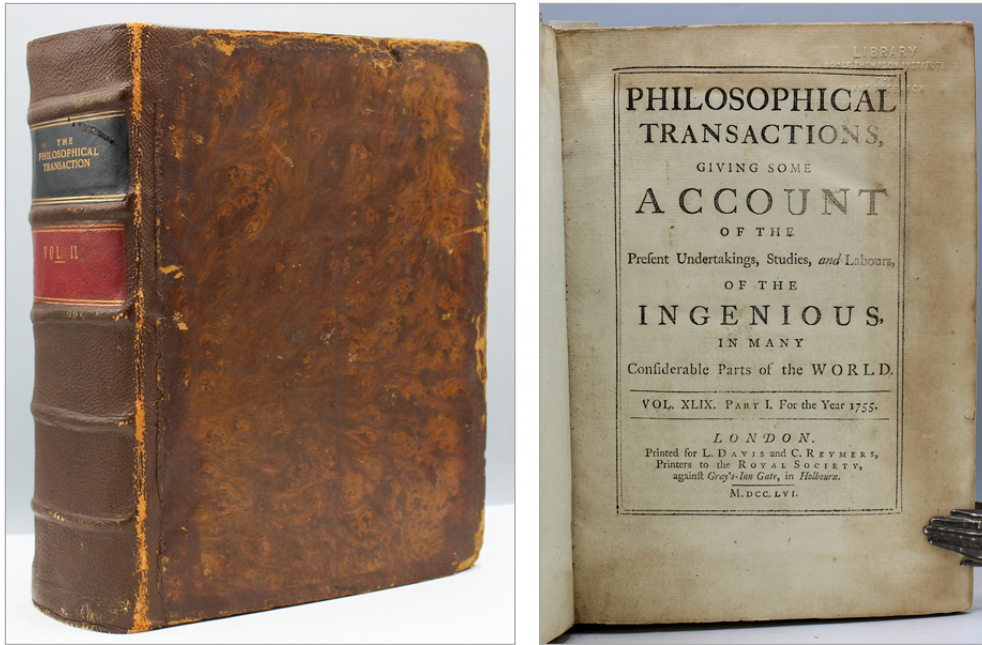 THE
PHILOSOPHICAL
TRANSACTION
VOL. II
LIBRARY
THOMPSON INSTITUTE
PHILOSOPHICAL
TRANSACTIONS,
GIVING SOME
ACCOUNT
OF THE
Preſent Undertakings, Studies, and Labours,
OF THE
INGENIOUS,
IN MANY
Conſiderable Parts of the WORLD.
VOL. XLIX. PART I. For the Year 1755.
LONDON.
Printed for L. DAVIS and C. REYMERS,
Printers to the ROYAL SOCIETY,
againſt Gray's-Inn Gate, in Holbourn.
M.DCC.LVI.